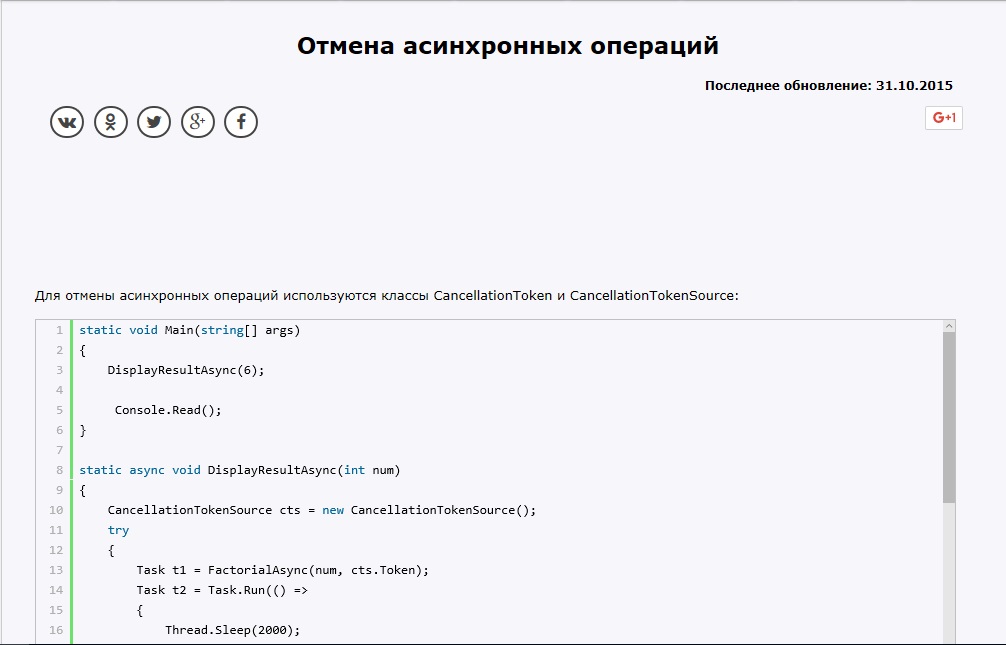 Отмена асинхронных операций
Последнее обновление: 31.10.2015
G+1
Для отмены асинхронных операций используются классы CancellationToken и CancellationTokenSource:
1 static void Main(string[] args)
2 {
3     DisplayResultAsync(6);
4
5      Console.Read();
6 }
7
8 static async void DisplayResultAsync(int num)
9 {
10     CancellationTokenSource cts = new CancellationTokenSource();
11     try
12     {
13         Task t1 = FactorialAsync(num, cts.Token);
14         Task t2 = Task.Run(() =>
15         {
16             Thread.Sleep(2000);